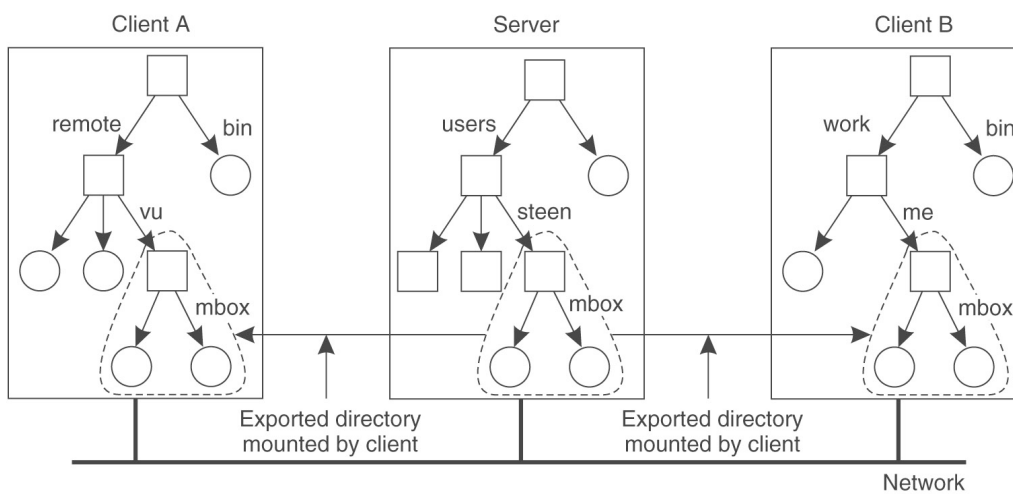 Client A
Server
Client B
remote
bin
users
work
bin
vu
steen
me
mbox
mbox
mbox
Exported directory
mounted by client
Exported directory
mounted by client
Network